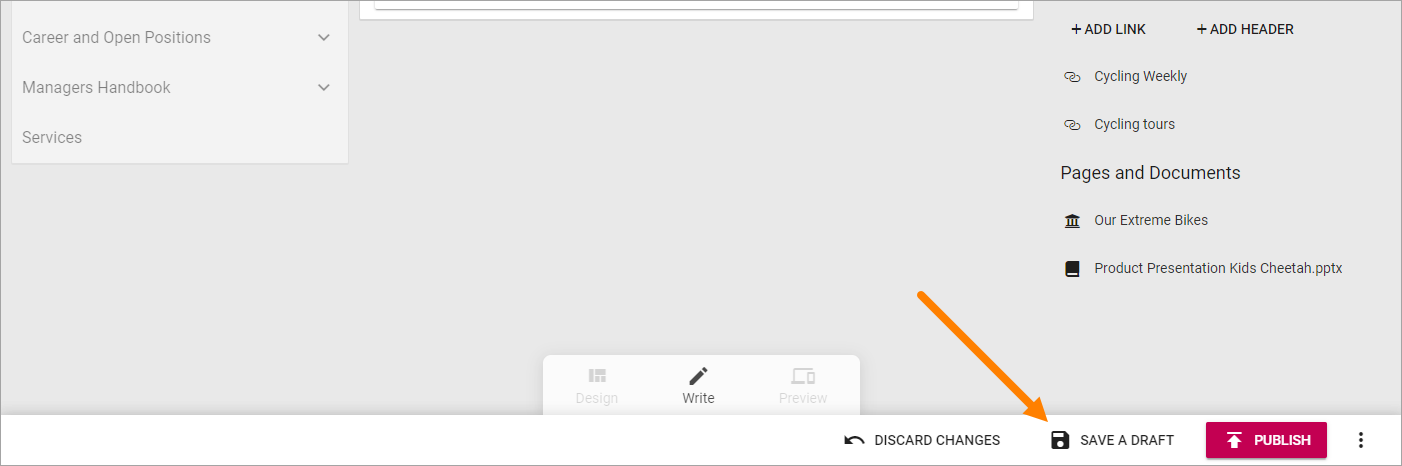 Career and Open Positions
Managers Handbook
Services
+ ADD LINK
+ ADD HEADER
Cycling Weekly
Cycling tours
Pages and Documents
Our Extreme Bikes
Product Presentation Kids Cheetah.pptx
Design
Write
Preview
DISCARD CHANGES
SAVE A DRAFT
PUBLISH